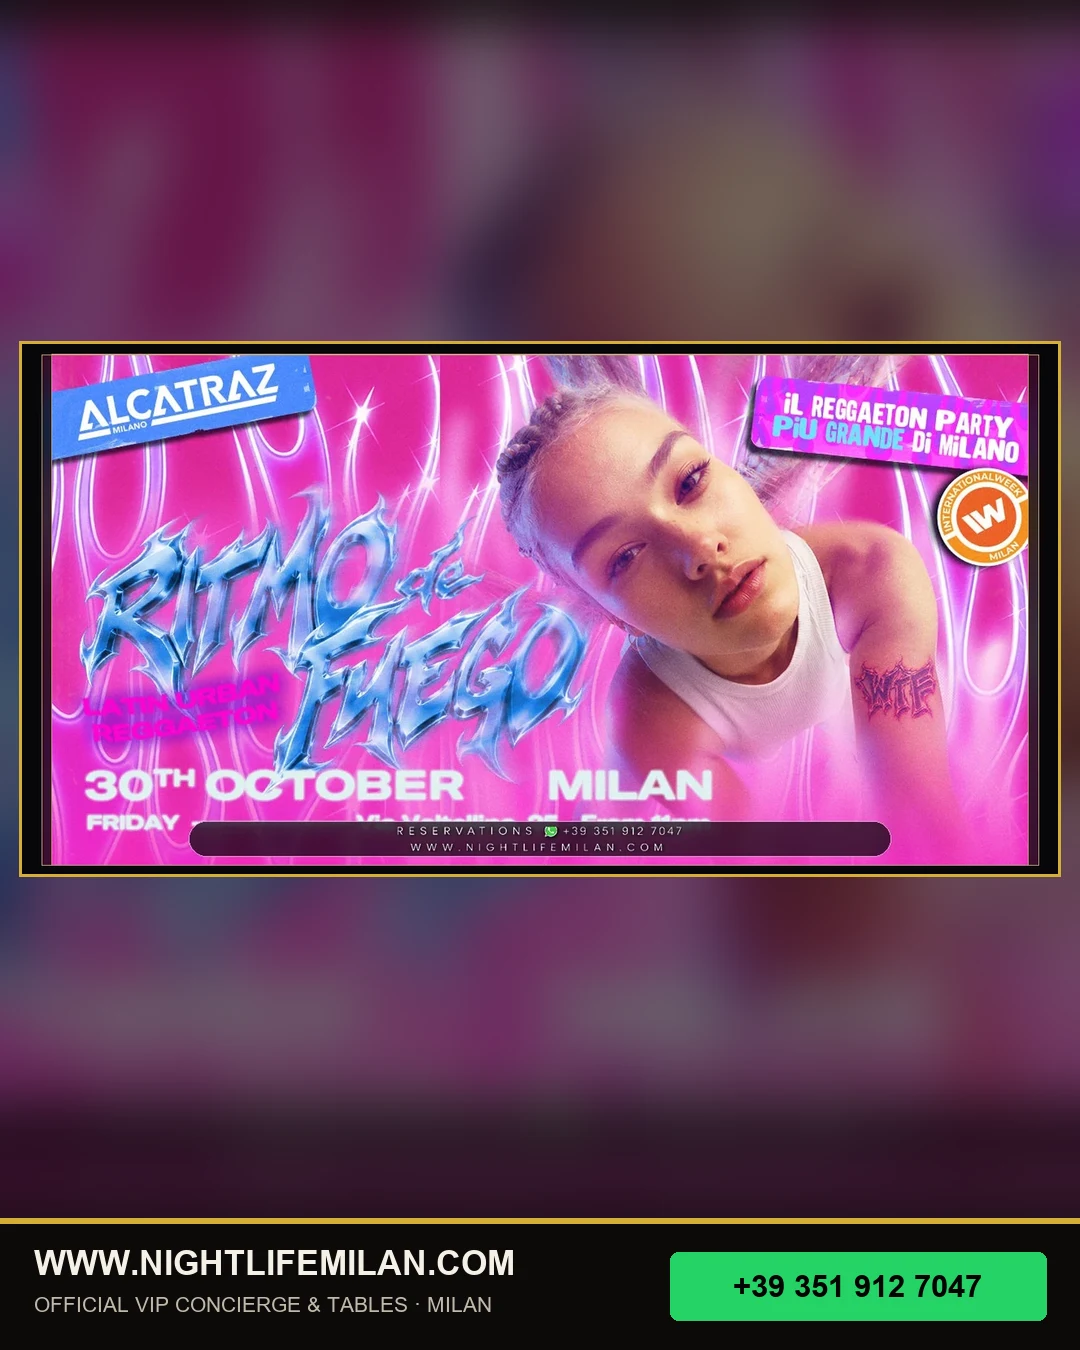 ALCATRAZ
MILANO
iL REGGAETON PARTY
PiÙ GRANDE Di MiLANO
INTERNATIONALWEEK
IW
MILAN
RITMO de
FUEGO
LATIN URBAN
REGGAETON
WTF
30TH OCTOBER MILAN
FRIDAY
RESERVATIONS +39 351 912 7047
WWW.NIGHTLIFEMILAN.COM
WWW.NIGHTLIFEMILAN.COM
OFFICIAL VIP CONCIERGE & TABLES · MILAN
+39 351 912 7047